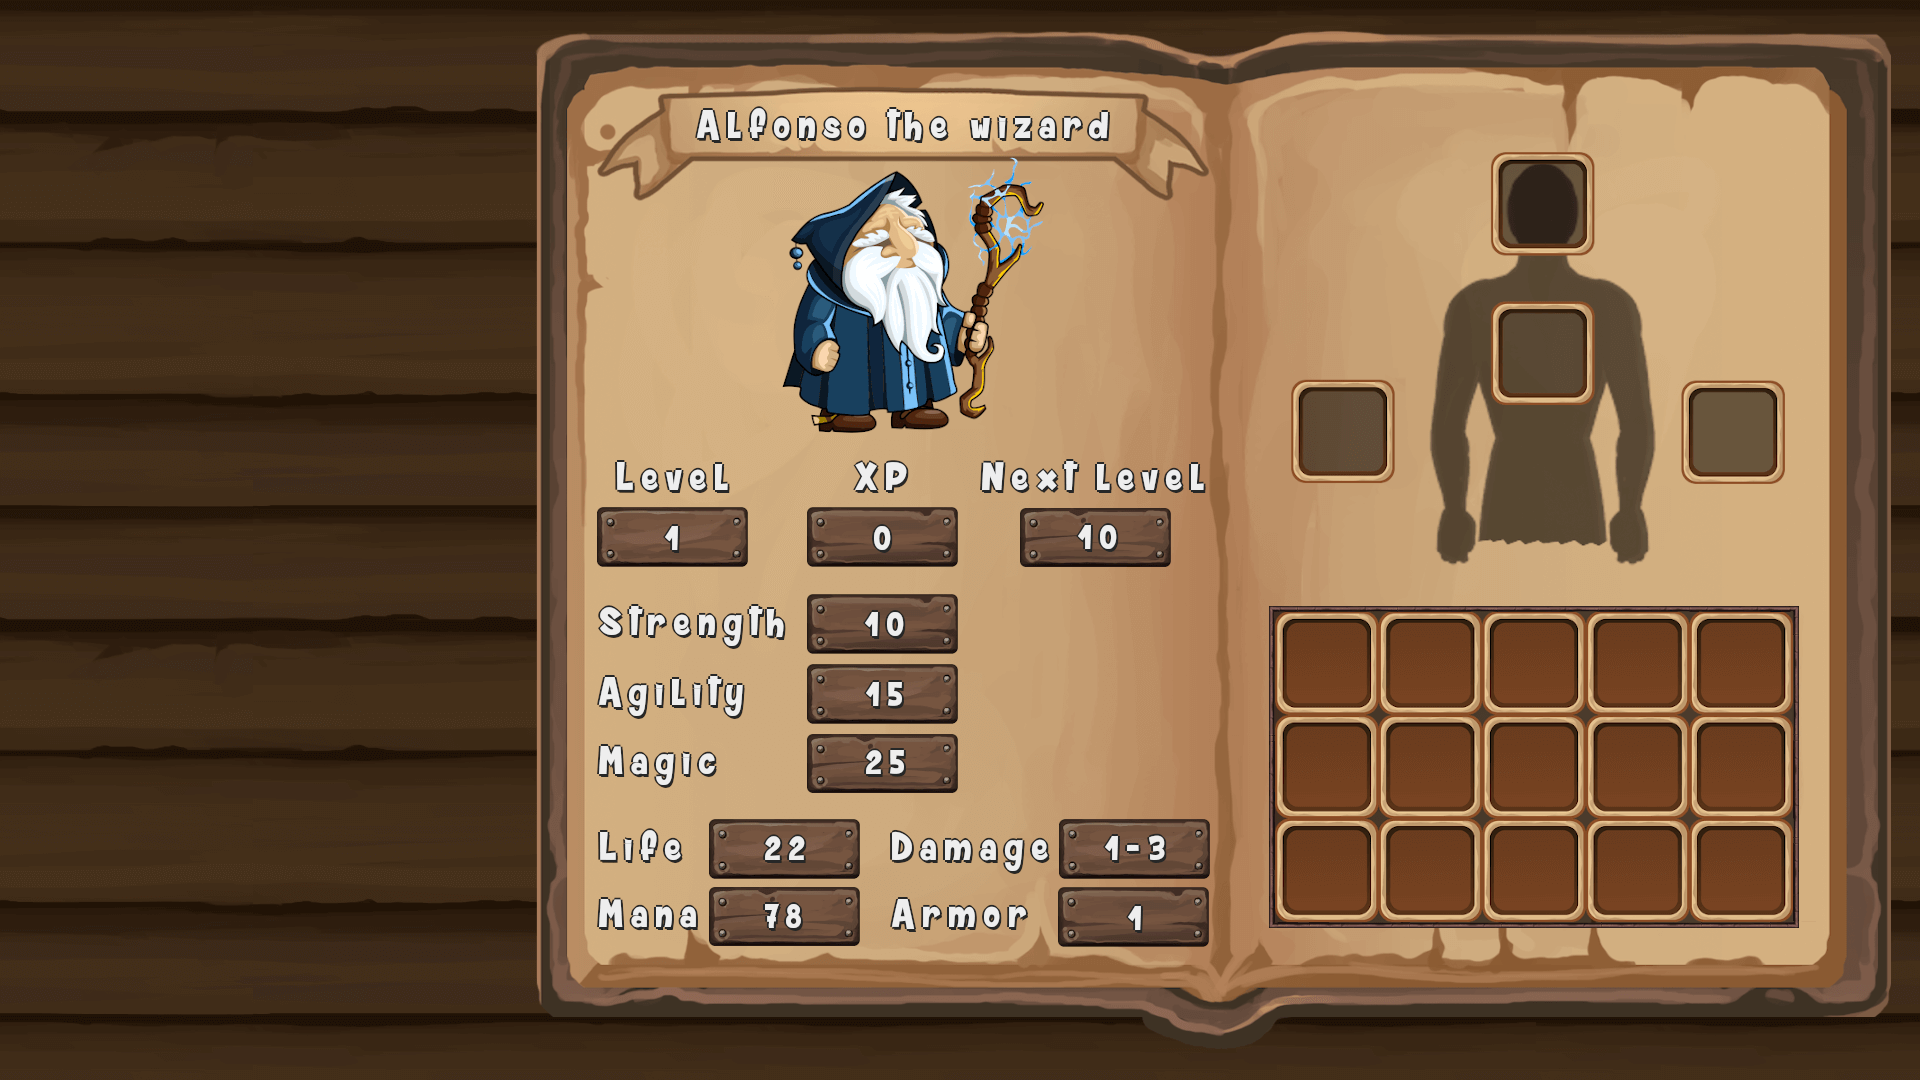 Alfonso the wizard
Level XP Next Level
1 0 10
Strength 10
Agility 15
Magic 25
Life 22 Damage 1-3
Mana 78 Armor 1